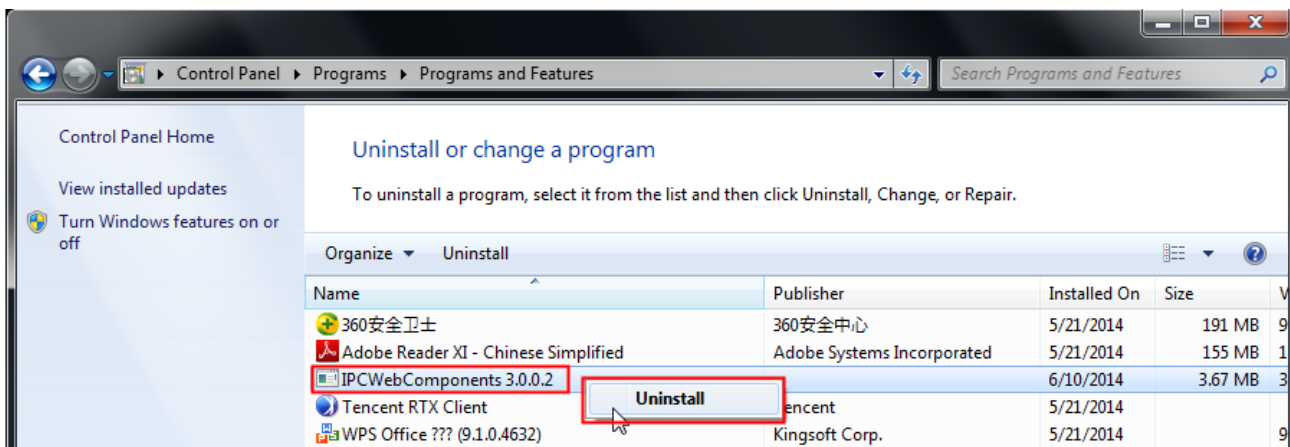 Control Panel Programs Programs and Features Search Programs and Features
Control Panel Home
View installed updates
Turn Windows features on or
off
Uninstall or change a program
To uninstall a program, select it from the list and then click Uninstall, Change, or Repair.
Organize Uninstall
Name Publisher Installed On Size
360安全卫士 360安全中心 5/21/2014 191 MB 9
Adobe Reader XI - Chinese Simplified Adobe Systems Incorporated 5/21/2014 155 MB 1
IPCWebComponents 3.0.0.2 6/10/2014 3.67 MB 3
Uninstall
Tencent RTX Client encent 5/21/2014
WPS Office ??? (9.1.0.4632) Kingsoft Corp. 5/21/2014 9